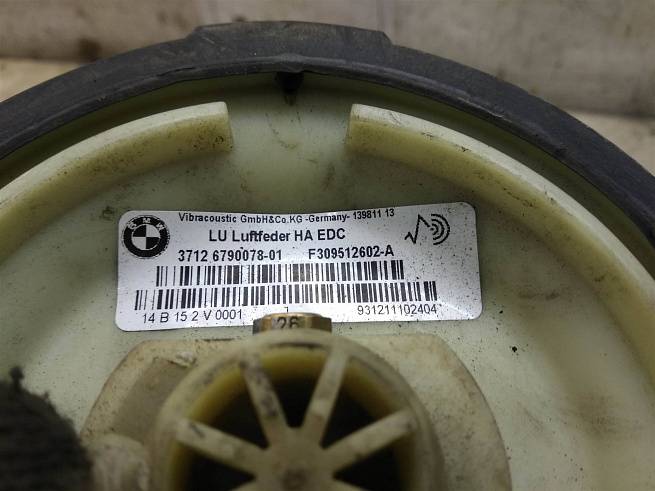 BMW
Vibracoustic GmbH&Co.KG -Germany- 139811 13
LU Luftfeder HA EDC
3712 6790078-01 F309512602-A
14 B 15 2 V 0001 1 931211102404
26